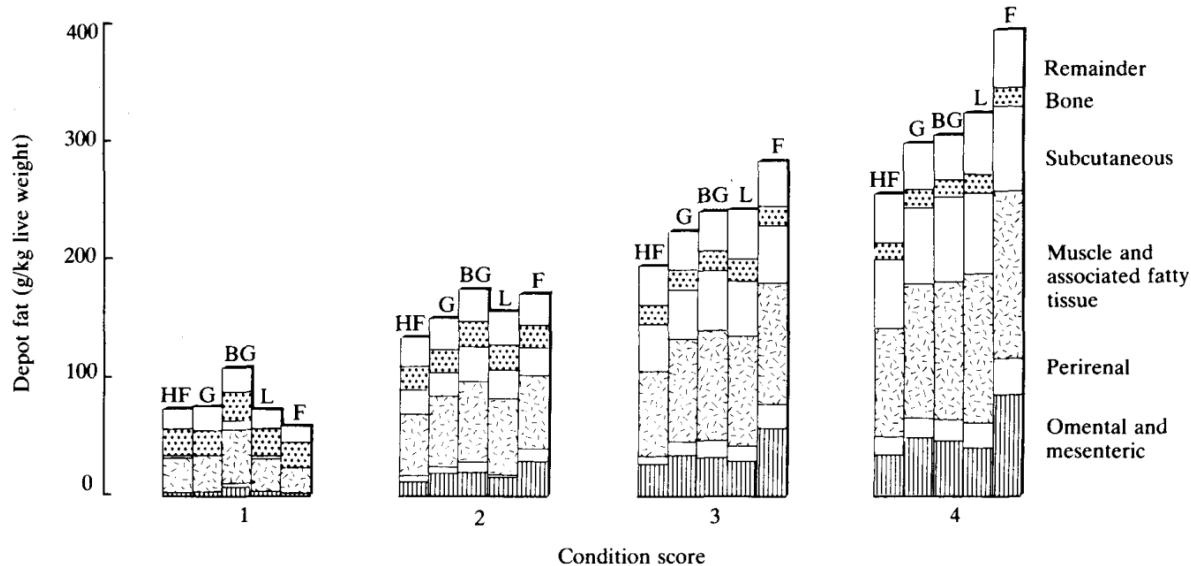 400
300
200
100
0
Depot fat (g/kg live weight)
HF G BG L F
HF G BG L F
HF G BG L F
HF G BG L F
Remainder
Bone
Subcutaneous
Muscle and
associated fatty
tissue
Perirenal
Omental and
mesenteric
1 2 3 4
Condition score